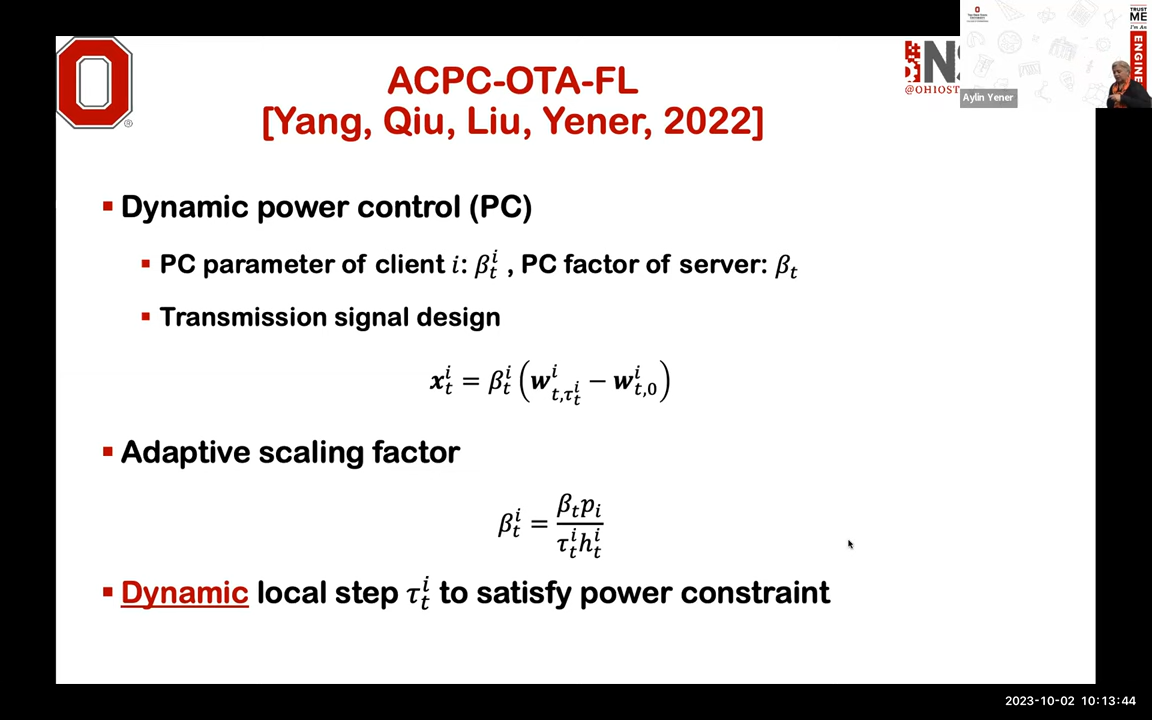 ACPC-OTA-FL
[Yang, Qiu, Liu, Yener, 2022]
@OHIOST
TRUST
ME
I'm An
ENGINE
Aylin Yener
▪ Dynamic power control (PC)
▪ PC parameter of client 𝑖: β_t^i , PC factor of server: β_t
▪ Transmission signal design
x_t^i = β_t^i (w_{t,τ_t^i}^i − w_{t,0}^i)
▪ Adaptive scaling factor
β_t^i = β_t p_i / τ_t^i h_t^i
▪ Dynamic local step τ_t^i to satisfy power constraint
2023-10-02 10:13:44